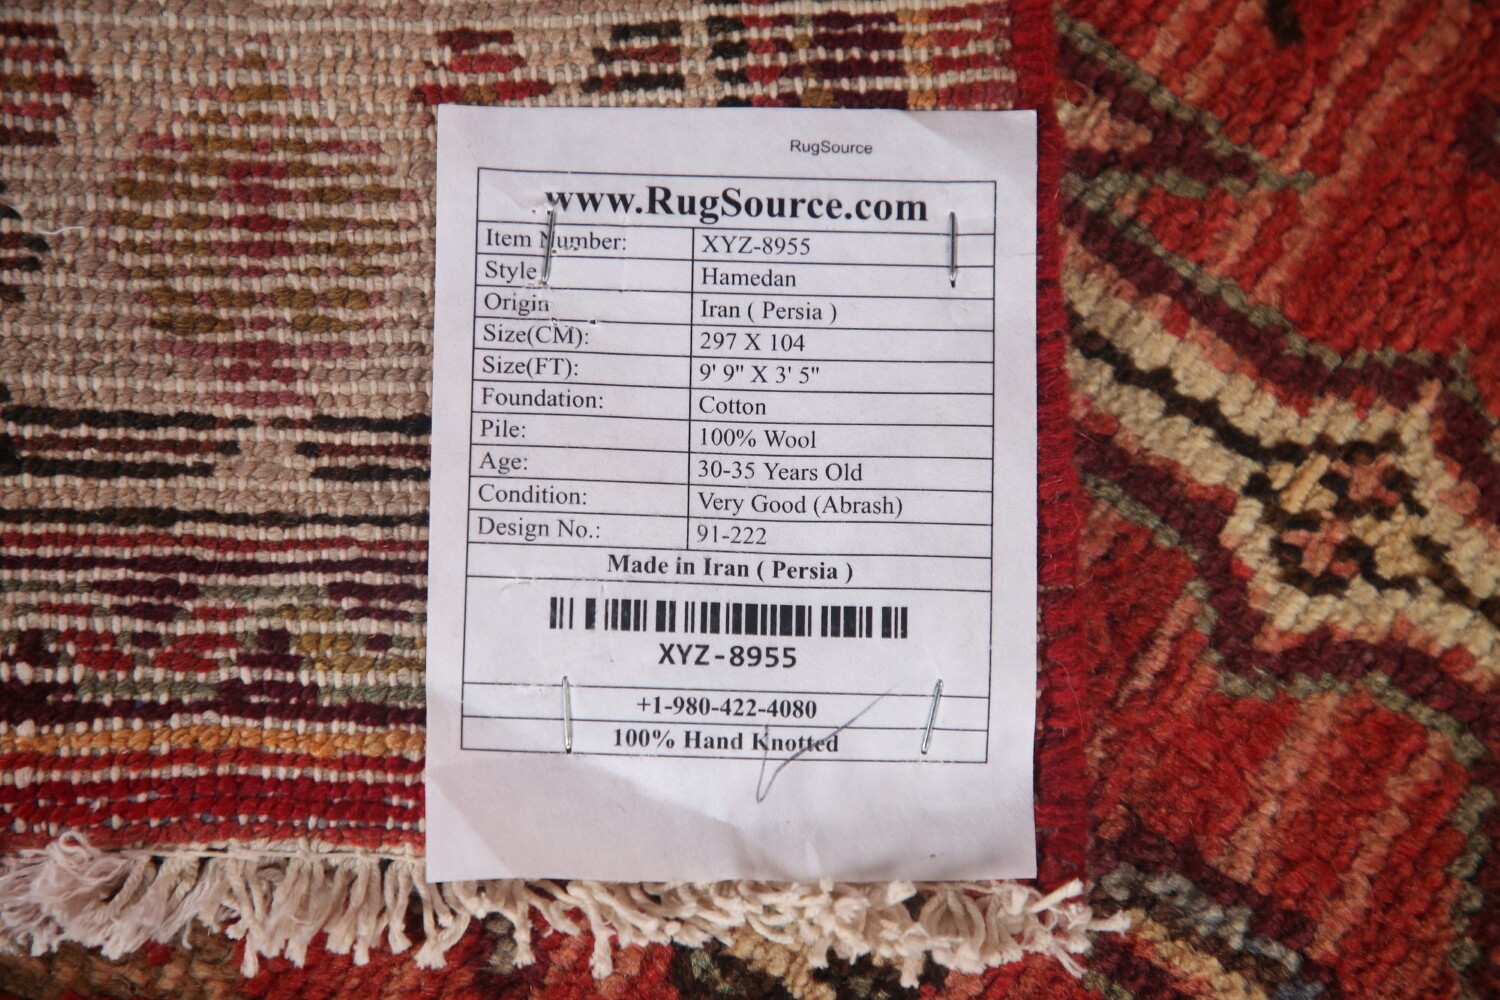 RugSource
www.RugSource.com
Item Number: XYZ-8955
Style Hamedan
Origin Iran ( Persia )
Size(CM): 297 X 104
Size(FT): 9' 9" X 3' 5"
Foundation: Cotton
Pile: 100% Wool
Age: 30-35 Years Old
Condition: Very Good (Abrash)
Design No.: 91-222
Made in Iran ( Persia )
XYZ-8955
+1-980-422-4080
100% Hand Knotted